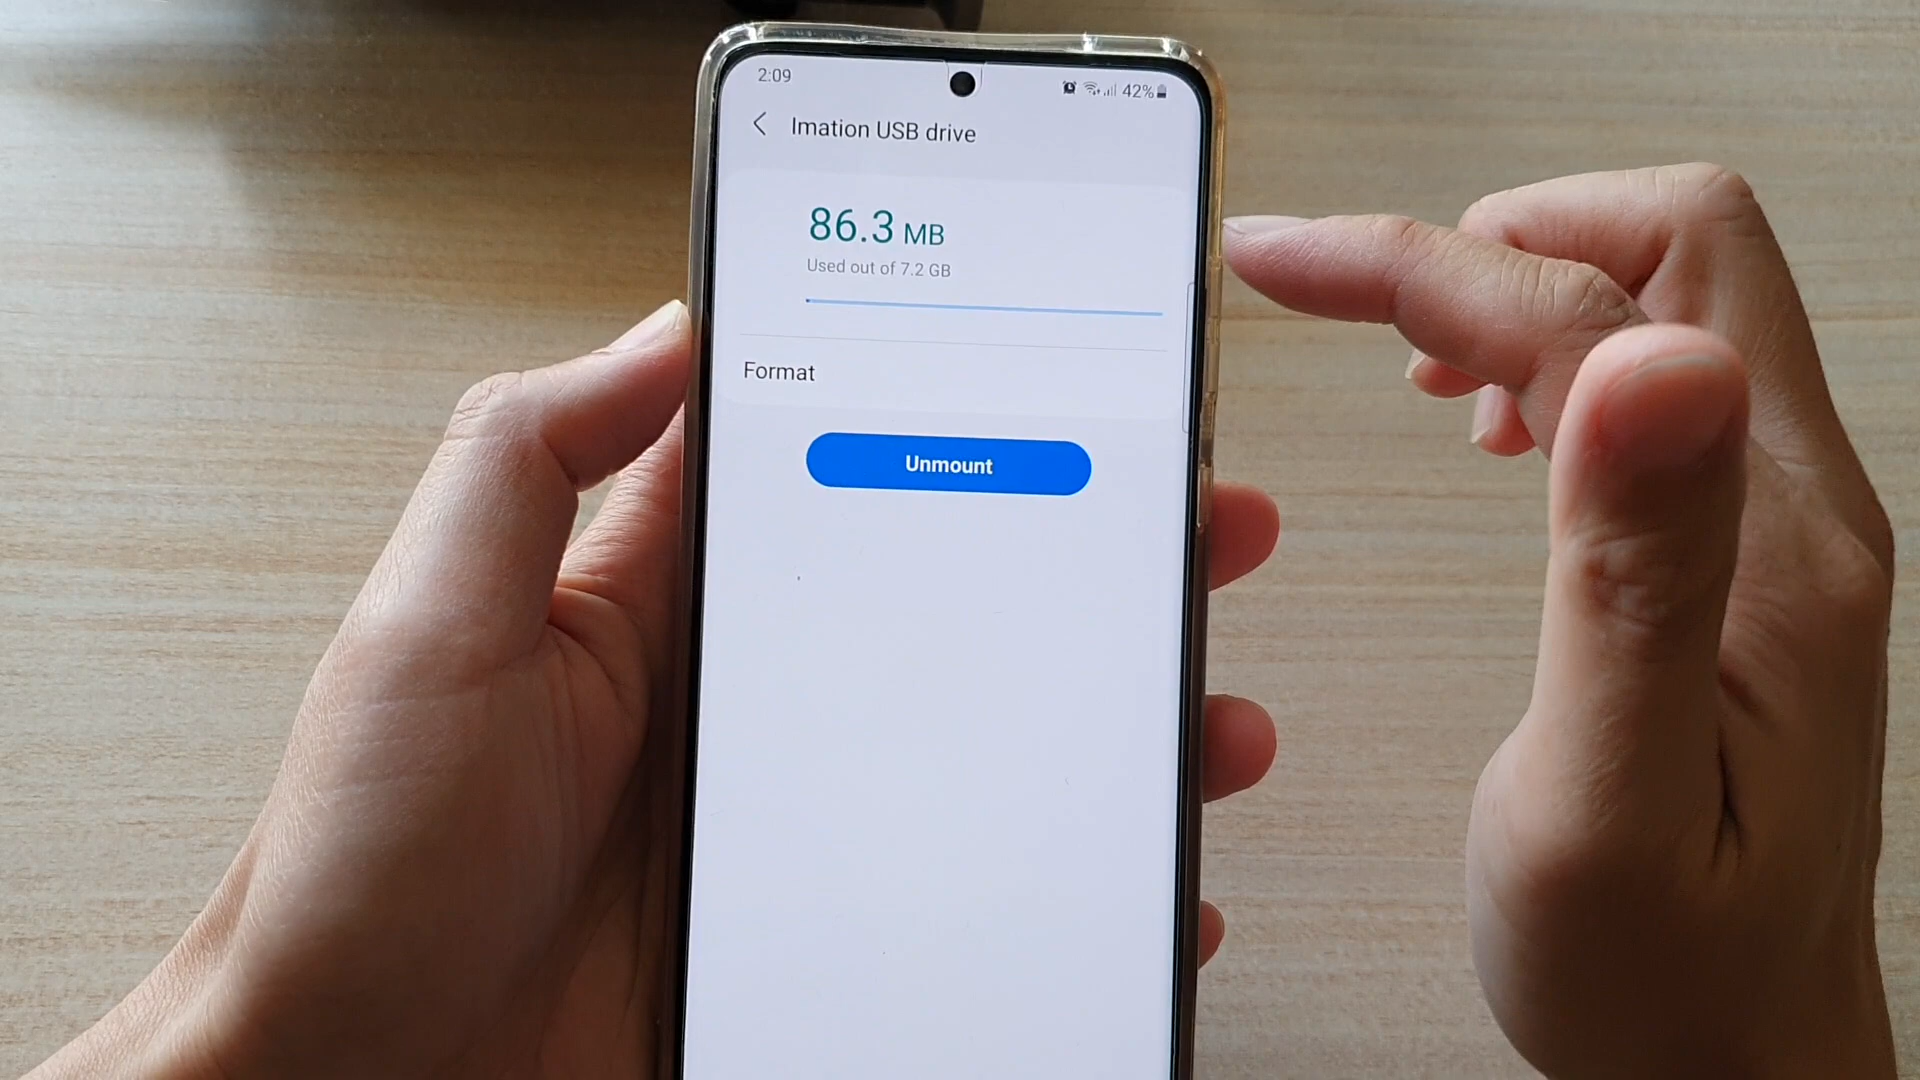 2:09
42%
Imation USB drive
86.3 MB
Used out of 7.2 GB
Format
Unmount